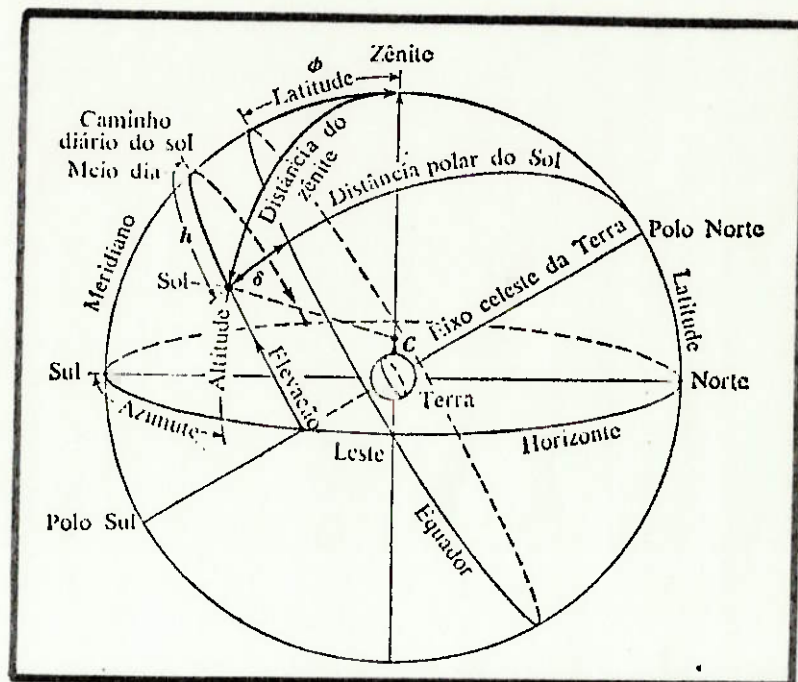 Zênite
ϕ
Latitude
Caminho
diário do sol
Meio dia
Distância do
zênite
Distância polar do Sol
Meridiano
h
Polo Norte
Sol
δ
Eixo celeste da Terra
Latitude
Altitude
C
Sul
Elevação
Terra
Norte
Azimute
Leste
Horizonte
Polo Sul
Equador